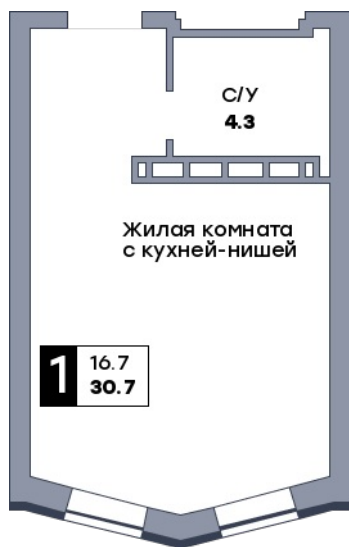 С/У
4.3
Жилая комната
с кухней-нишей
1
16.7
30.7